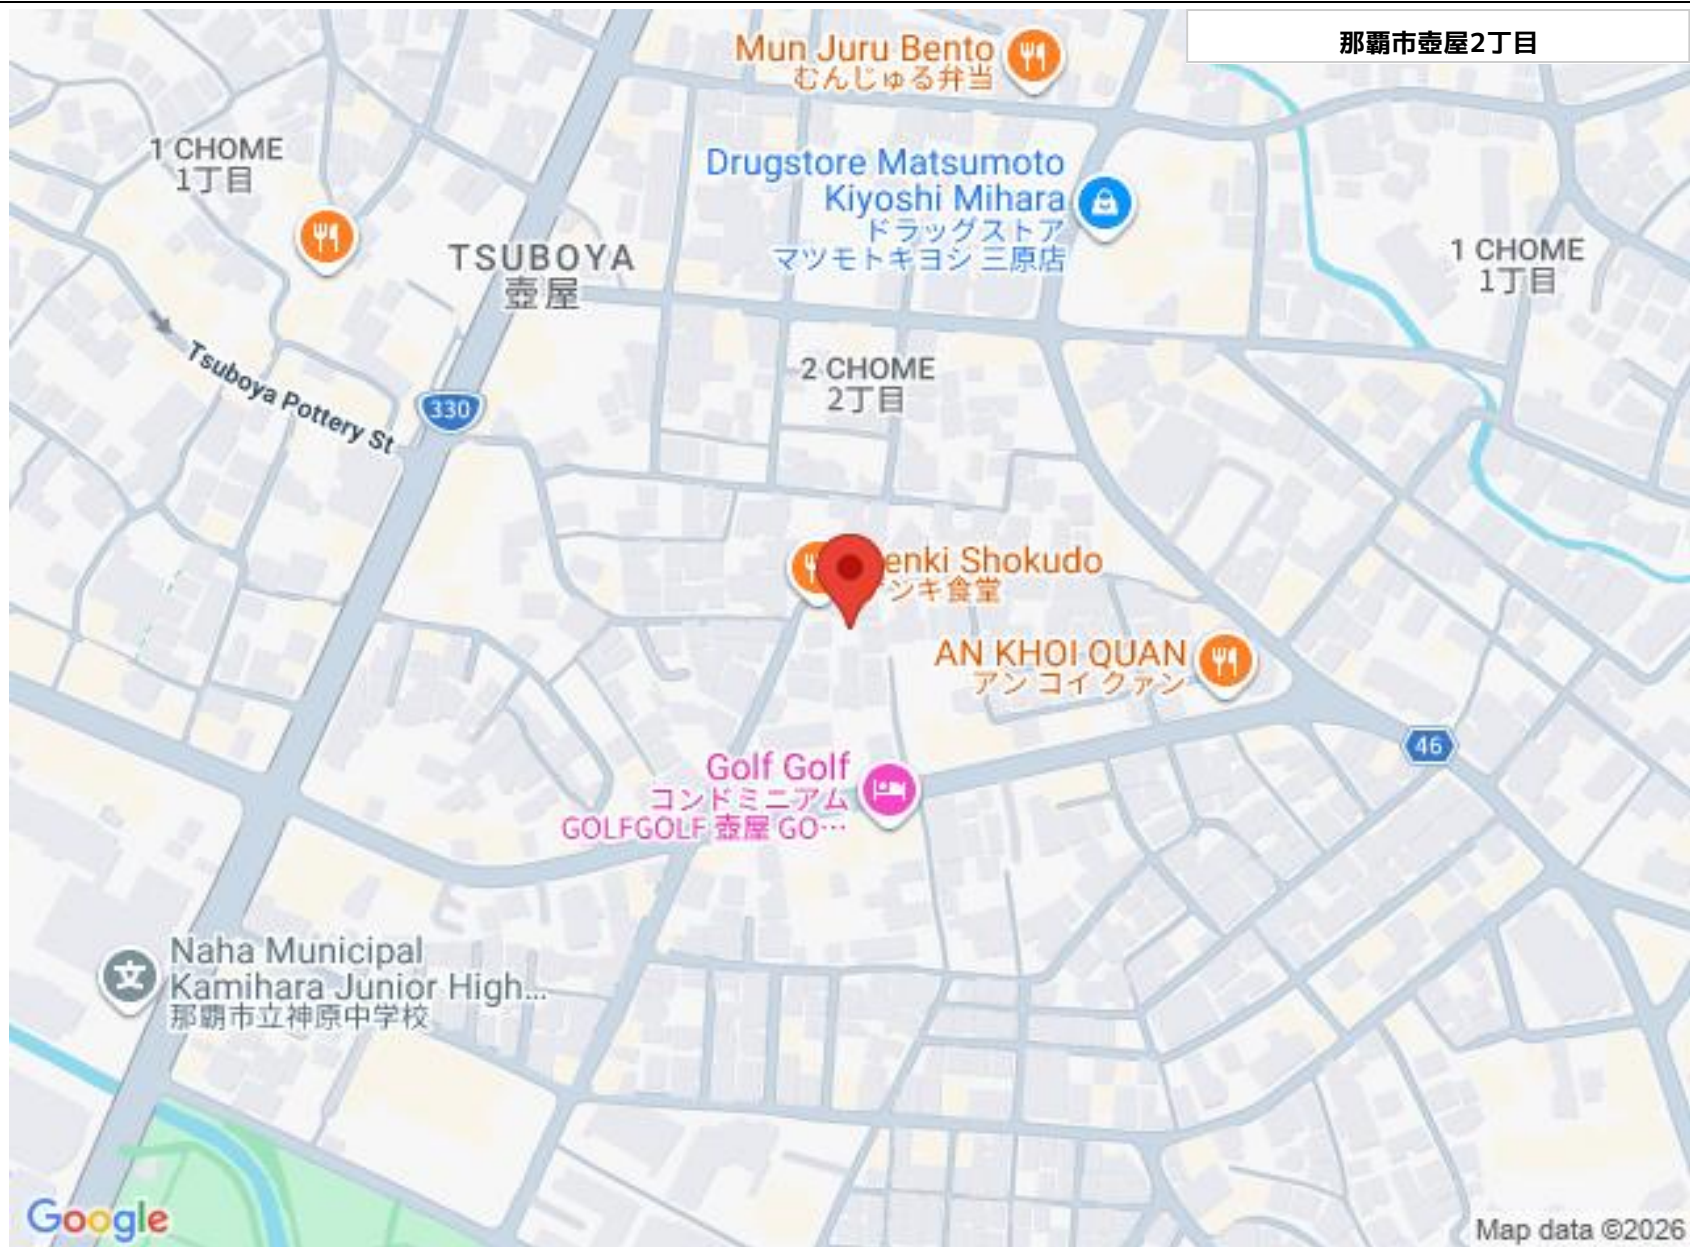 那覇市壺屋2丁目
Mun Juru Bento
むんじゅる弁当
1 CHOME
1丁目
Drugstore Matsumoto
Kiyoshi Mihara
ドラッグストア
マツモトキヨシ 三原店
TSUBOYA
壺屋
1 CHOME
1丁目
Tsuboya Pottery St
330
2 CHOME
2丁目
enki Shokudo
ンキ食堂
AN KHOI QUAN
アン コイ クァン
46
Golf Golf
コンドミニアム
GOLFGOLF 壺屋 GO…
文
Naha Municipal
Kamihara Junior High...
那覇市立神原中学校
Google
Map data ©2026